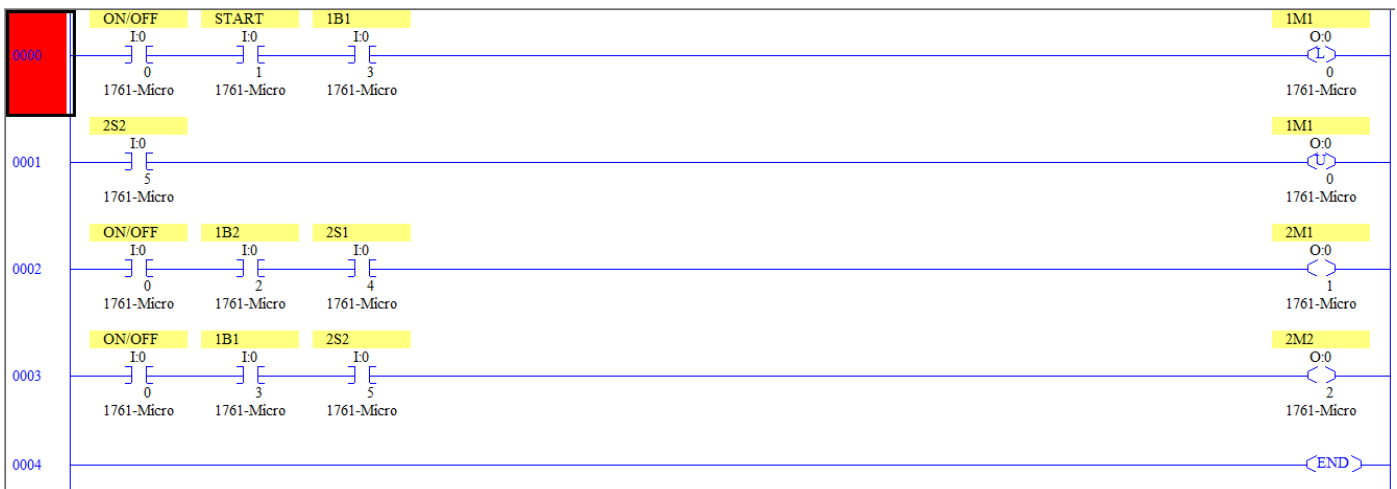 ON/OFF START 1B1 1M1
I:0 I:0 I:0 O:0
0000 L
0 1 3 0
1761-Micro 1761-Micro 1761-Micro 1761-Micro
2S2 1M1
I:0 O:0
0001 U
5 0
1761-Micro 1761-Micro
ON/OFF 1B2 2S1 2M1
I:0 I:0 I:0 O:0
0002
0 2 4 1
1761-Micro 1761-Micro 1761-Micro 1761-Micro
ON/OFF 1B1 2S2 2M2
I:0 I:0 I:0 O:0
0003
0 3 5 2
1761-Micro 1761-Micro 1761-Micro 1761-Micro
0004 END